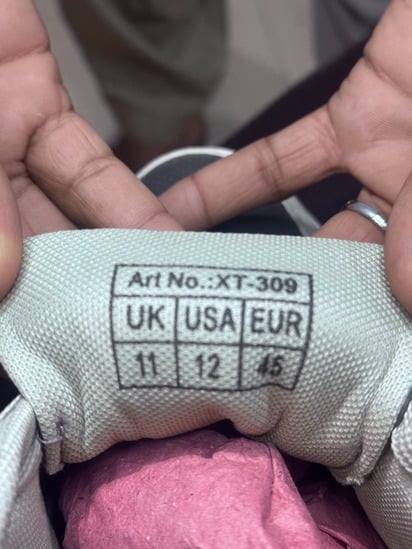 Art No.:XT-309
UK USA EUR
11 12 45